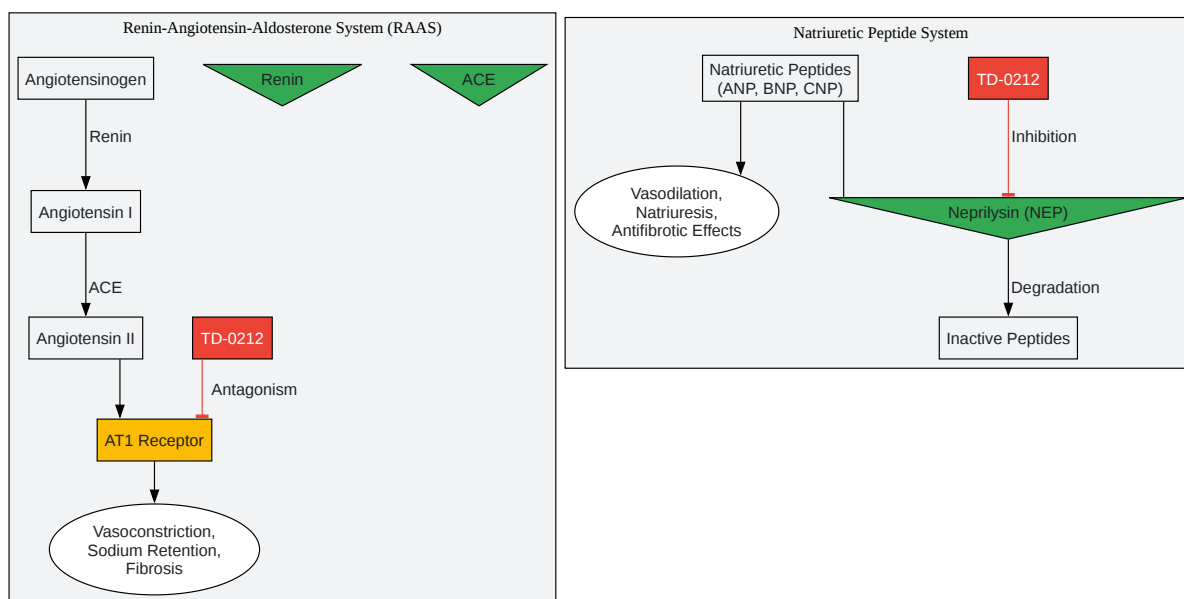 Renin-Angiotensin-Aldosterone System (RAAS)
Angiotensinogen
Renin
ACE
Renin
Angiotensin I
ACE
Angiotensin II
TD-0212
Antagonism
AT1 Receptor
Vasoconstriction,
Sodium Retention,
Fibrosis
Natriuretic Peptide System
Natriuretic Peptides
(ANP, BNP, CNP)
TD-0212
Inhibition
Vasodilation,
Natriuresis,
Antifibrotic Effects
Neprilysin (NEP)
Degradation
Inactive Peptides